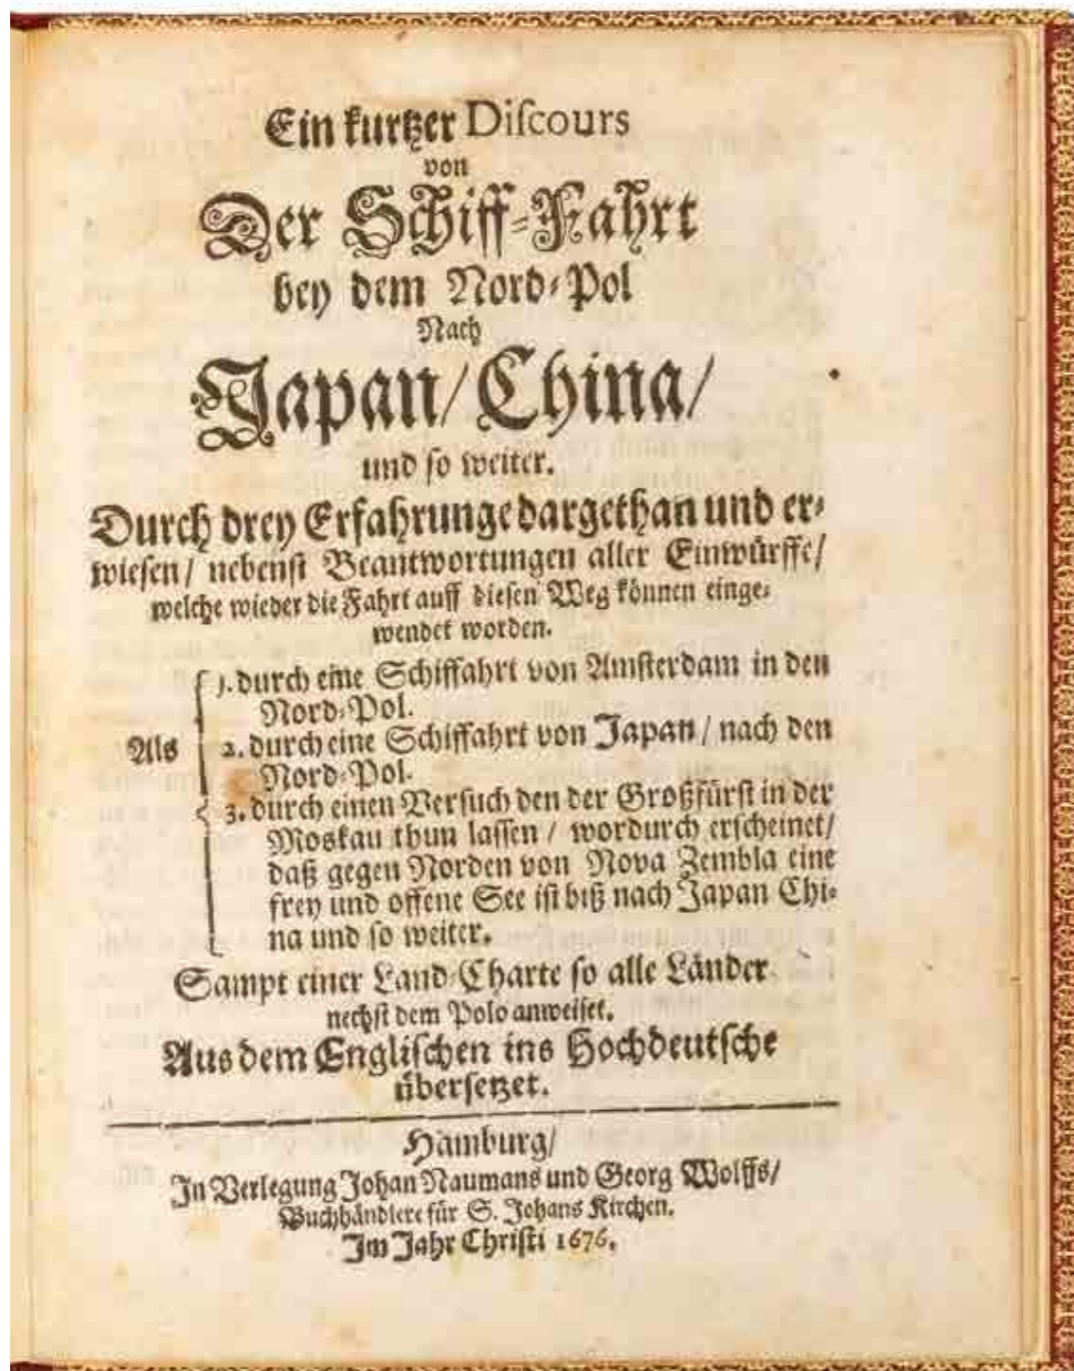 Ein kurtzer Diſcours
von
Der Schiff-Fahrt
bey dem Nord-Pol
Nach
Japan/ China/
und ſo weiter.
Durch drey Erfahrunge dargethan und er-
wieſen/ nebenſt Beantwortungen aller Einwürffe/
welche wieder die Fahrt auff dieſen Weg können einge-
wendet worden.
Als
1. durch eine Schiffahrt von Amſterdam in den
Nord-Pol.
2. durch eine Schiffahrt von Japan/ nach den
Nord-Pol.
3. durch einen Verſuch den der Großfürſt in der
Moskau thun laſſen/ wordurch erſcheinet/
daß gegen Norden von Nova Zembla eine
frey und offene See iſt biß nach Japan Chi-
na und ſo weiter.
Sampt einer Land-Charte ſo alle Länder
nechſt dem Polo anweiſet.
Aus dem Engliſchen ins Hochdeutſche
überſetzet.
Hamburg/
In Verlegung Johan Naumans und Georg Wolffs/
Buchhändlere für S. Johans Kirchen.
Im Jahr Chriſti 1676.